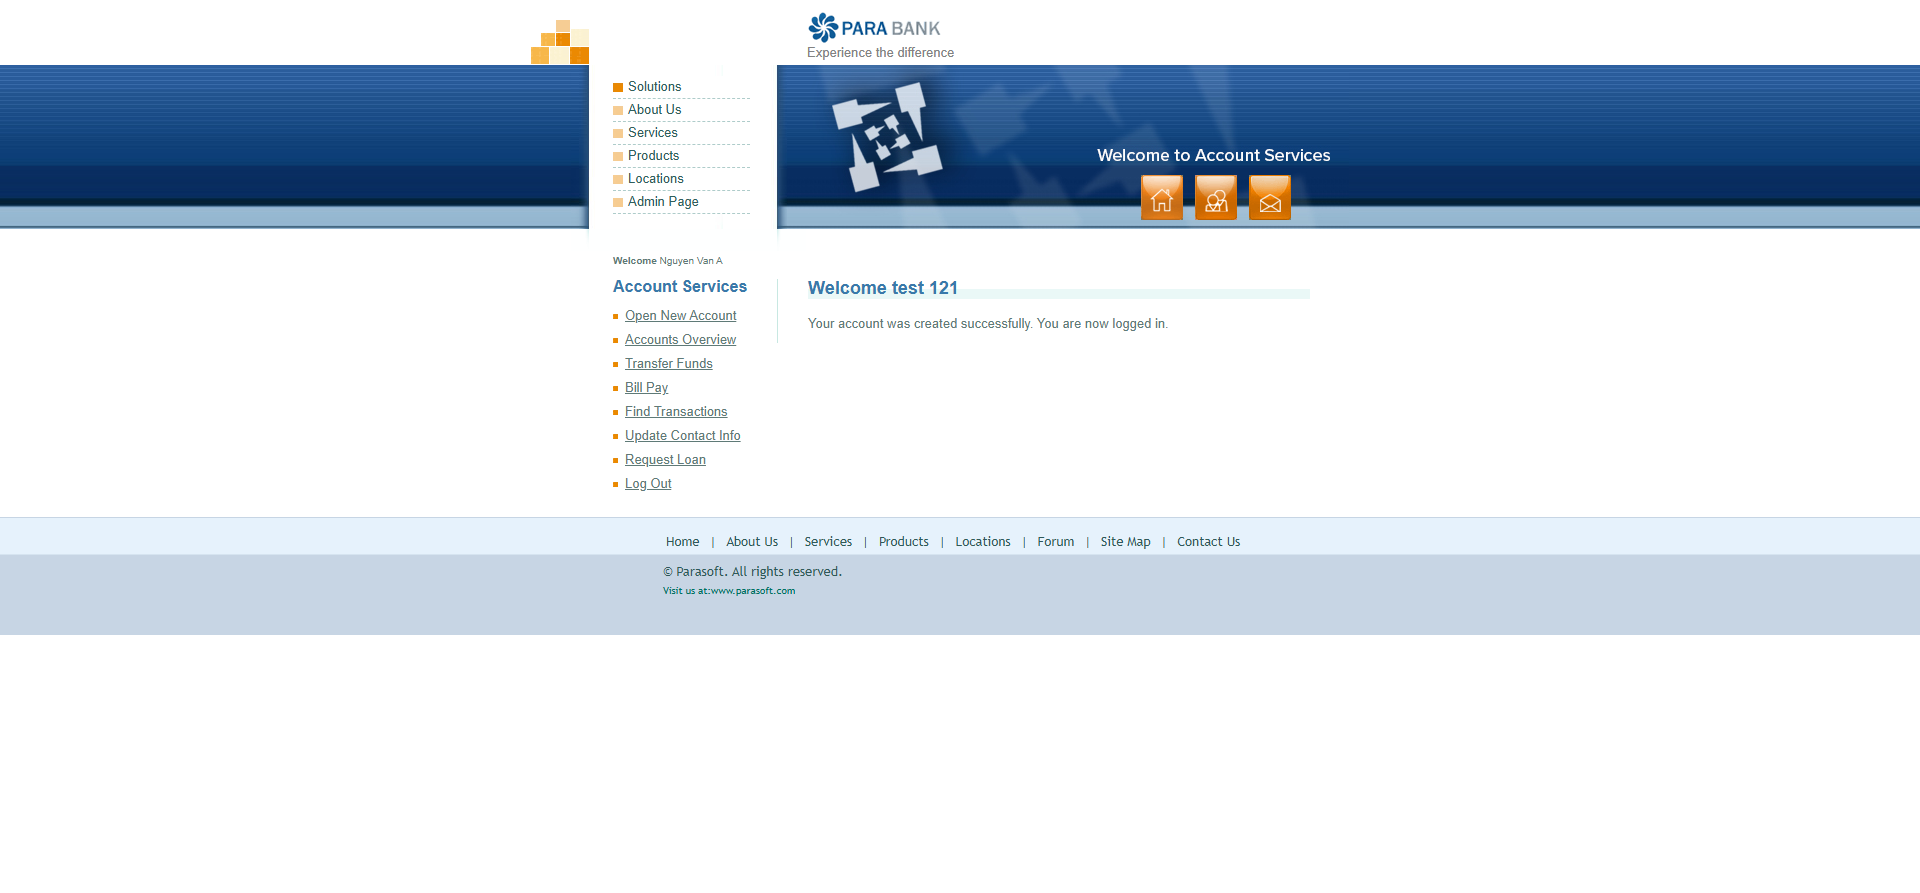 PARA BANK
Experience the difference
Solutions
About Us
Services
Products
Locations
Admin Page
Welcome to Account Services
Welcome Nguyen Van A
Account Services
Open New Account
Accounts Overview
Transfer Funds
Bill Pay
Find Transactions
Update Contact Info
Request Loan
Log Out
Welcome test 121
Your account was created successfully. You are now logged in.
Home | About Us | Services | Products | Locations | Forum | Site Map | Contact Us
© Parasoft. All rights reserved.
Visit us at:www.parasoft.com